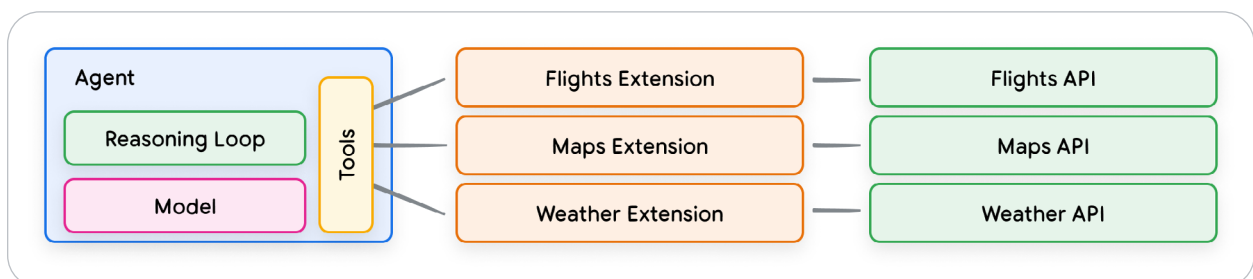 Agent
Reasoning Loop
Model
Tools
Flights Extension
Maps Extension
Weather Extension
Flights API
Maps API
Weather API